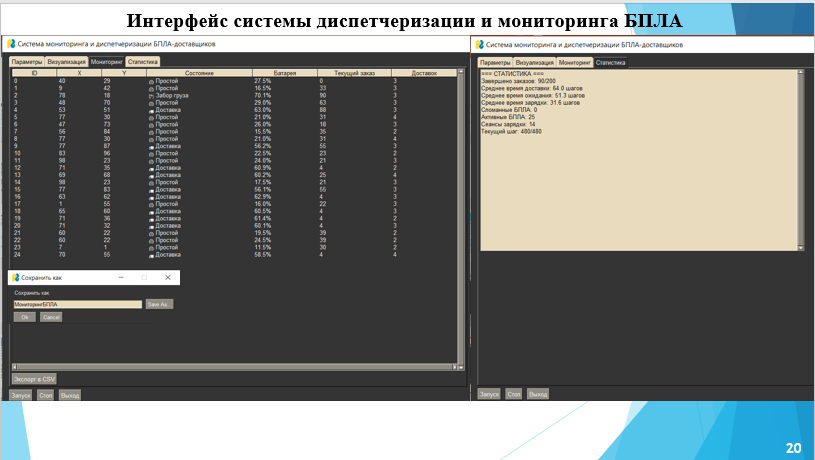 Интерфейс системы диспетчеризации и мониторинга БПЛА
Система мониторинга и диспетчеризации БПЛА-доставщиков
Параметры Визуализация Мониторинг Статистика
ID X Y Состояние Батарея Текущий заказ Доставок
0 40 29 Простой 27.5% 0 3
1 9 42 Простой 16.5% 33 3
2 78 18 Забор груза 70.1% 90 3
3 48 70 Простой 29.0% 63 3
4 53 51 Доставка 63.0% 88 4
5 77 30 Простой 21.0% 31 4
6 47 73 Простой 26.0% 18 3
7 56 84 Простой 15.5% 35 2
8 77 30 Простой 21.0% 31 4
9 77 87 Доставка 56.2% 55 3
10 83 96 Простой 22.5% 23 2
11 98 23 Простой 24.0% 21 3
12 71 35 Доставка 60.9% 4 2
13 69 68 Доставка 60.2% 25 4
14 98 23 Простой 17.5% 21 3
15 77 83 Доставка 56.1% 55 3
16 63 62 Доставка 62.9% 4 3
17 1 55 Простой 16.0% 22 3
18 65 60 Доставка 60.5% 4 3
19 71 36 Доставка 61.4% 4 2
20 71 32 Доставка 60.1% 4 3
21 60 22 Простой 19.5% 39 2
22 60 22 Простой 24.5% 39 2
23 7 1 Простой 11.5% 30 2
24 70 55 Доставка 58.5% 4 4
Сохранить как
Сохранить как
МониторингБПЛА Save As...
Ok Cancel
Экспорт в CSV
Запуск Стоп Выход
Система мониторинга и диспетчеризации БПЛА-доставщиков
Параметры Визуализация Мониторинг Статистика
=== СТАТИСТИКА ===
Завершено заказов: 90/200
Среднее время доставки: 64.0 шагов
Среднее время ожидания: 51.3 шагов
Среднее время зарядки: 31.6 шагов
Сломанные БПЛА: 0
Активные БПЛА: 25
Сеансы зарядки: 14
Текущий шаг: 480/480
Запуск Стоп Выход
20